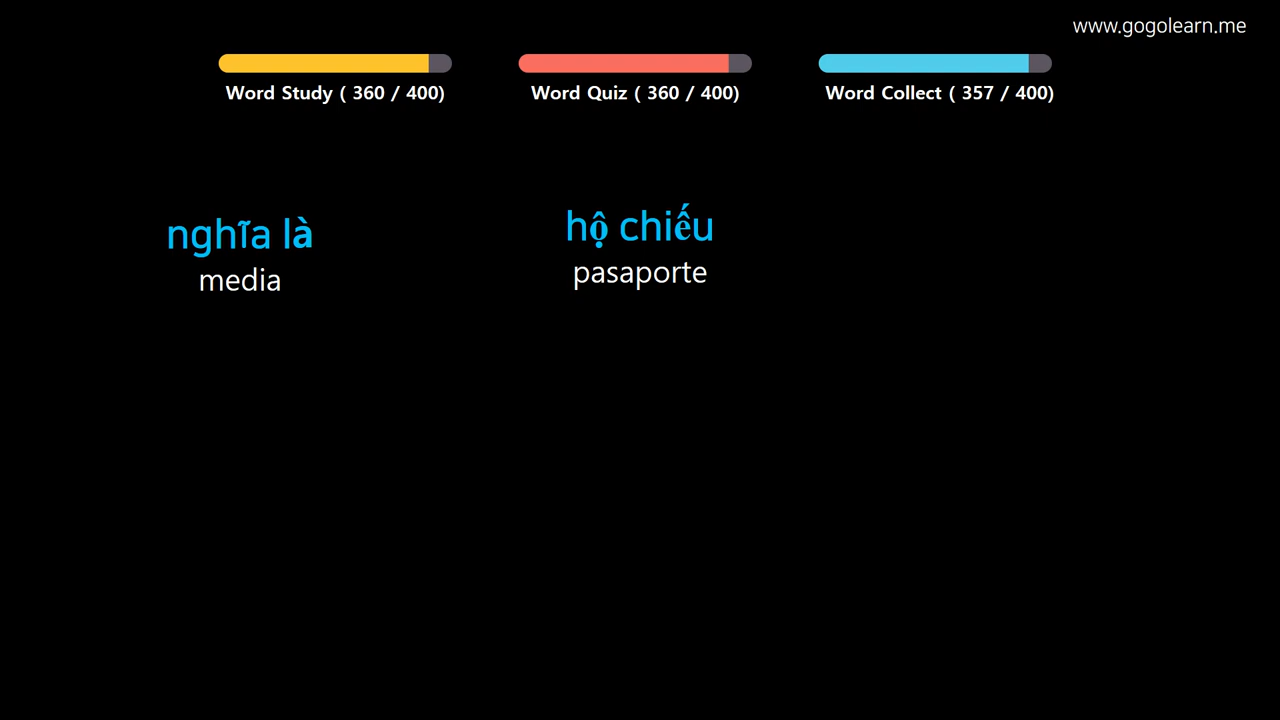 www.gogolearn.me
Word Study ( 360 / 400)
Word Quiz ( 360 / 400)
Word Collect ( 357 / 400)
nghĩa là
media
hộ chiếu
pasaporte